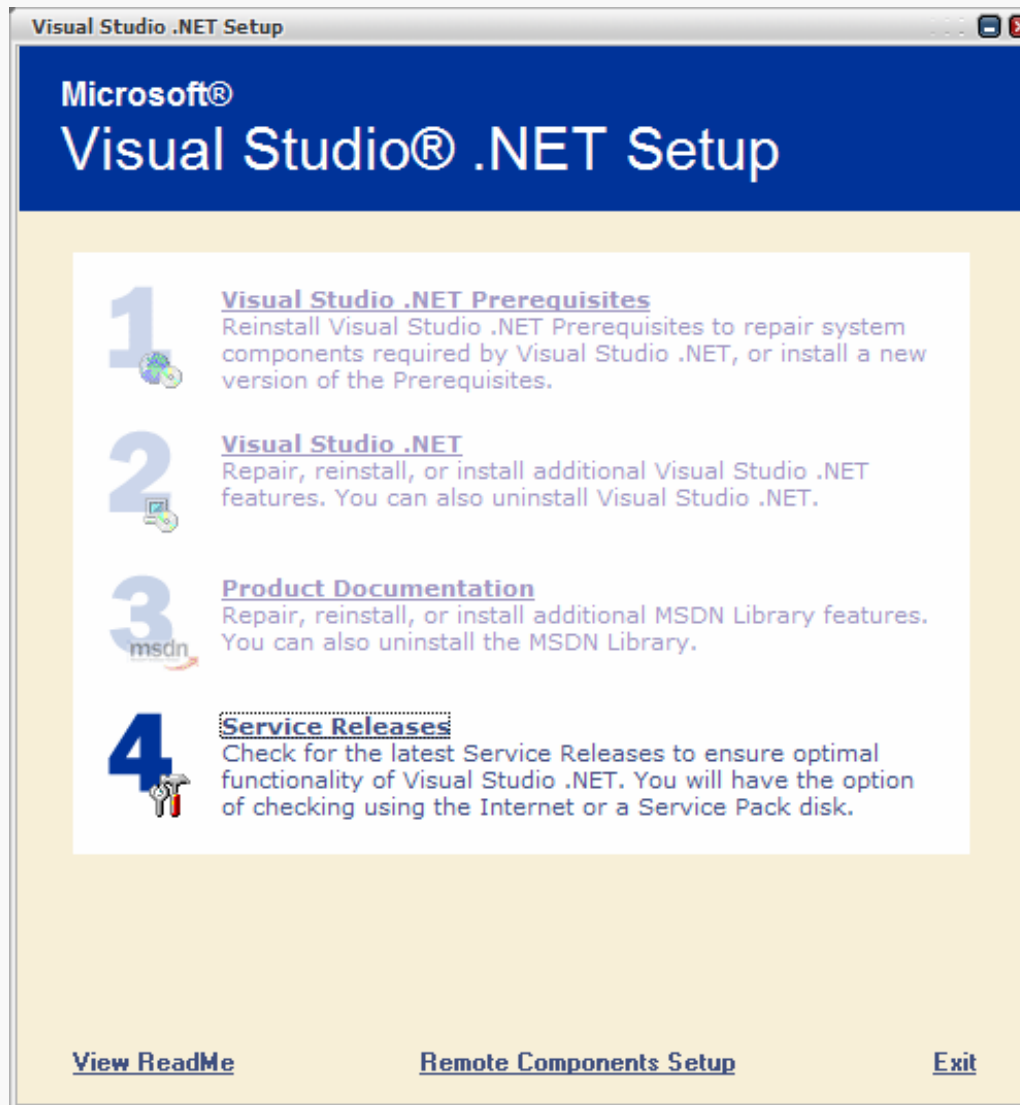 Visual Studio .NET Setup
Microsoft®
Visual Studio® .NET Setup
1
Visual Studio .NET Prerequisites
Reinstall Visual Studio .NET Prerequisites to repair system
components required by Visual Studio .NET, or install a new
version of the Prerequisites.
2
Visual Studio .NET
Repair, reinstall, or install additional Visual Studio .NET
features. You can also uninstall Visual Studio .NET.
3
msdn
Product Documentation
Repair, reinstall, or install additional MSDN Library features.
You can also uninstall the MSDN Library.
4
Service Releases
Check for the latest Service Releases to ensure optimal
functionality of Visual Studio .NET. You will have the option
of checking using the Internet or a Service Pack disk.
View ReadMe
Remote Components Setup
Exit